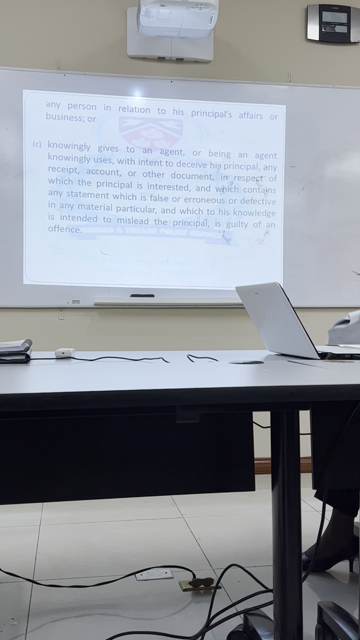 any person in relation to his principal's affairs or
business; or
(c) knowingly gives to an agent, or being an agent
knowingly uses, with intent to deceive his principal, any
receipt, account, or other document, in respect of
which the principal is interested, and which contains
any statement which is false or erroneous or defective
in any material particular, and which to his knowledge
is intended to mislead the principal, is guilty of an
offence.